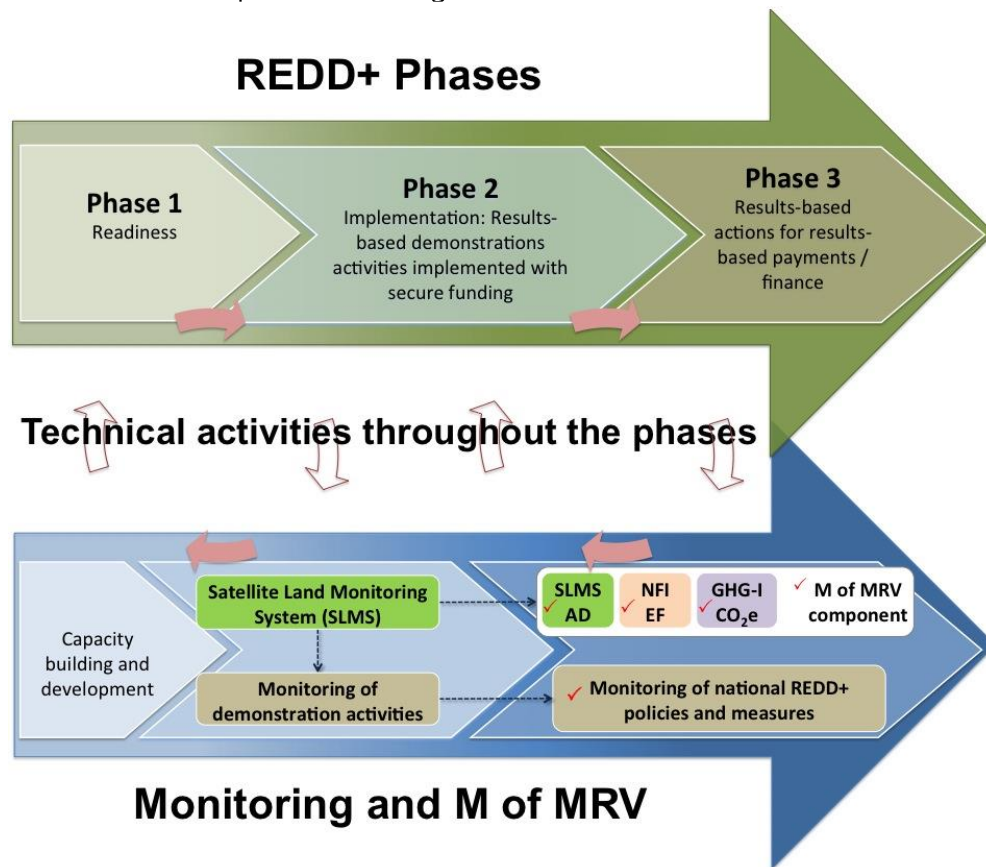 REDD+ Phases
Phase 1
Readiness
Phase 2
Implementation: Results-
based demonstrations
activities implemented with
secure funding
Phase 3
Results-based
actions for results-
based payments /
finance
Technical activities throughout the phases
Capacity
building and
development
Satellite Land Monitoring
System (SLMS)
Monitoring of
demonstration activities
SLMS
AD
NFI
EF
GHG-I
CO₂e
M of MRV
component
Monitoring of national REDD+
policies and measures
Monitoring and M of MRV